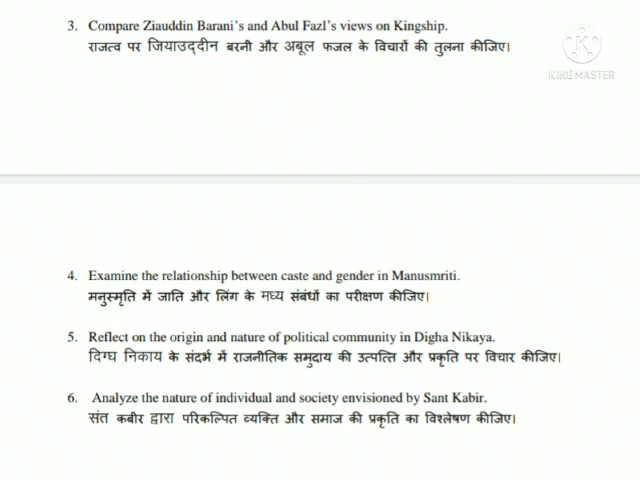 3. Compare Ziauddin Barani's and Abul Fazl's views on Kingship.
राजत्व पर जियाउद्दीन बरनी और अबूल फजल के विचारों की तुलना कीजिए।
KINEMASTER
4. Examine the relationship between caste and gender in Manusmriti.
मनुस्मृति में जाति और लिंग के मध्य संबंधों का परीक्षण कीजिए।
5. Reflect on the origin and nature of political community in Digha Nikaya.
दिग्घ निकाय के संदर्भ में राजनीतिक समुदाय की उत्पत्ति और प्रकृति पर विचार कीजिए।
6. Analyze the nature of individual and society envisioned by Sant Kabir.
संत कबीर द्वारा परिकल्पित व्यक्ति और समाज की प्रकृति का विश्लेषण कीजिए।